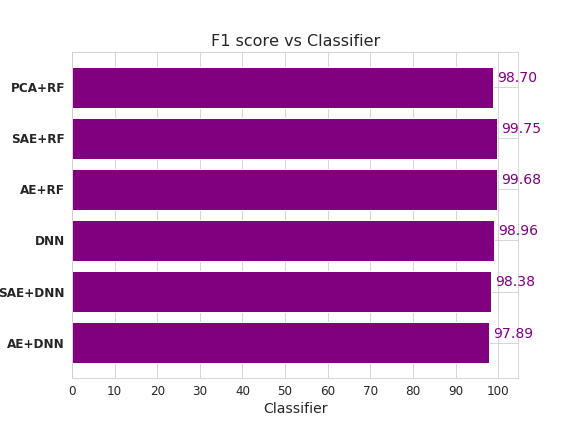 F1 score vs Classifier
PCA+RF 98.70
SAE+RF 99.75
AE+RF 99.68
DNN 98.96
SAE+DNN 98.38
AE+DNN 97.89
0 10 20 30 40 50 60 70 80 90 100
Classifier